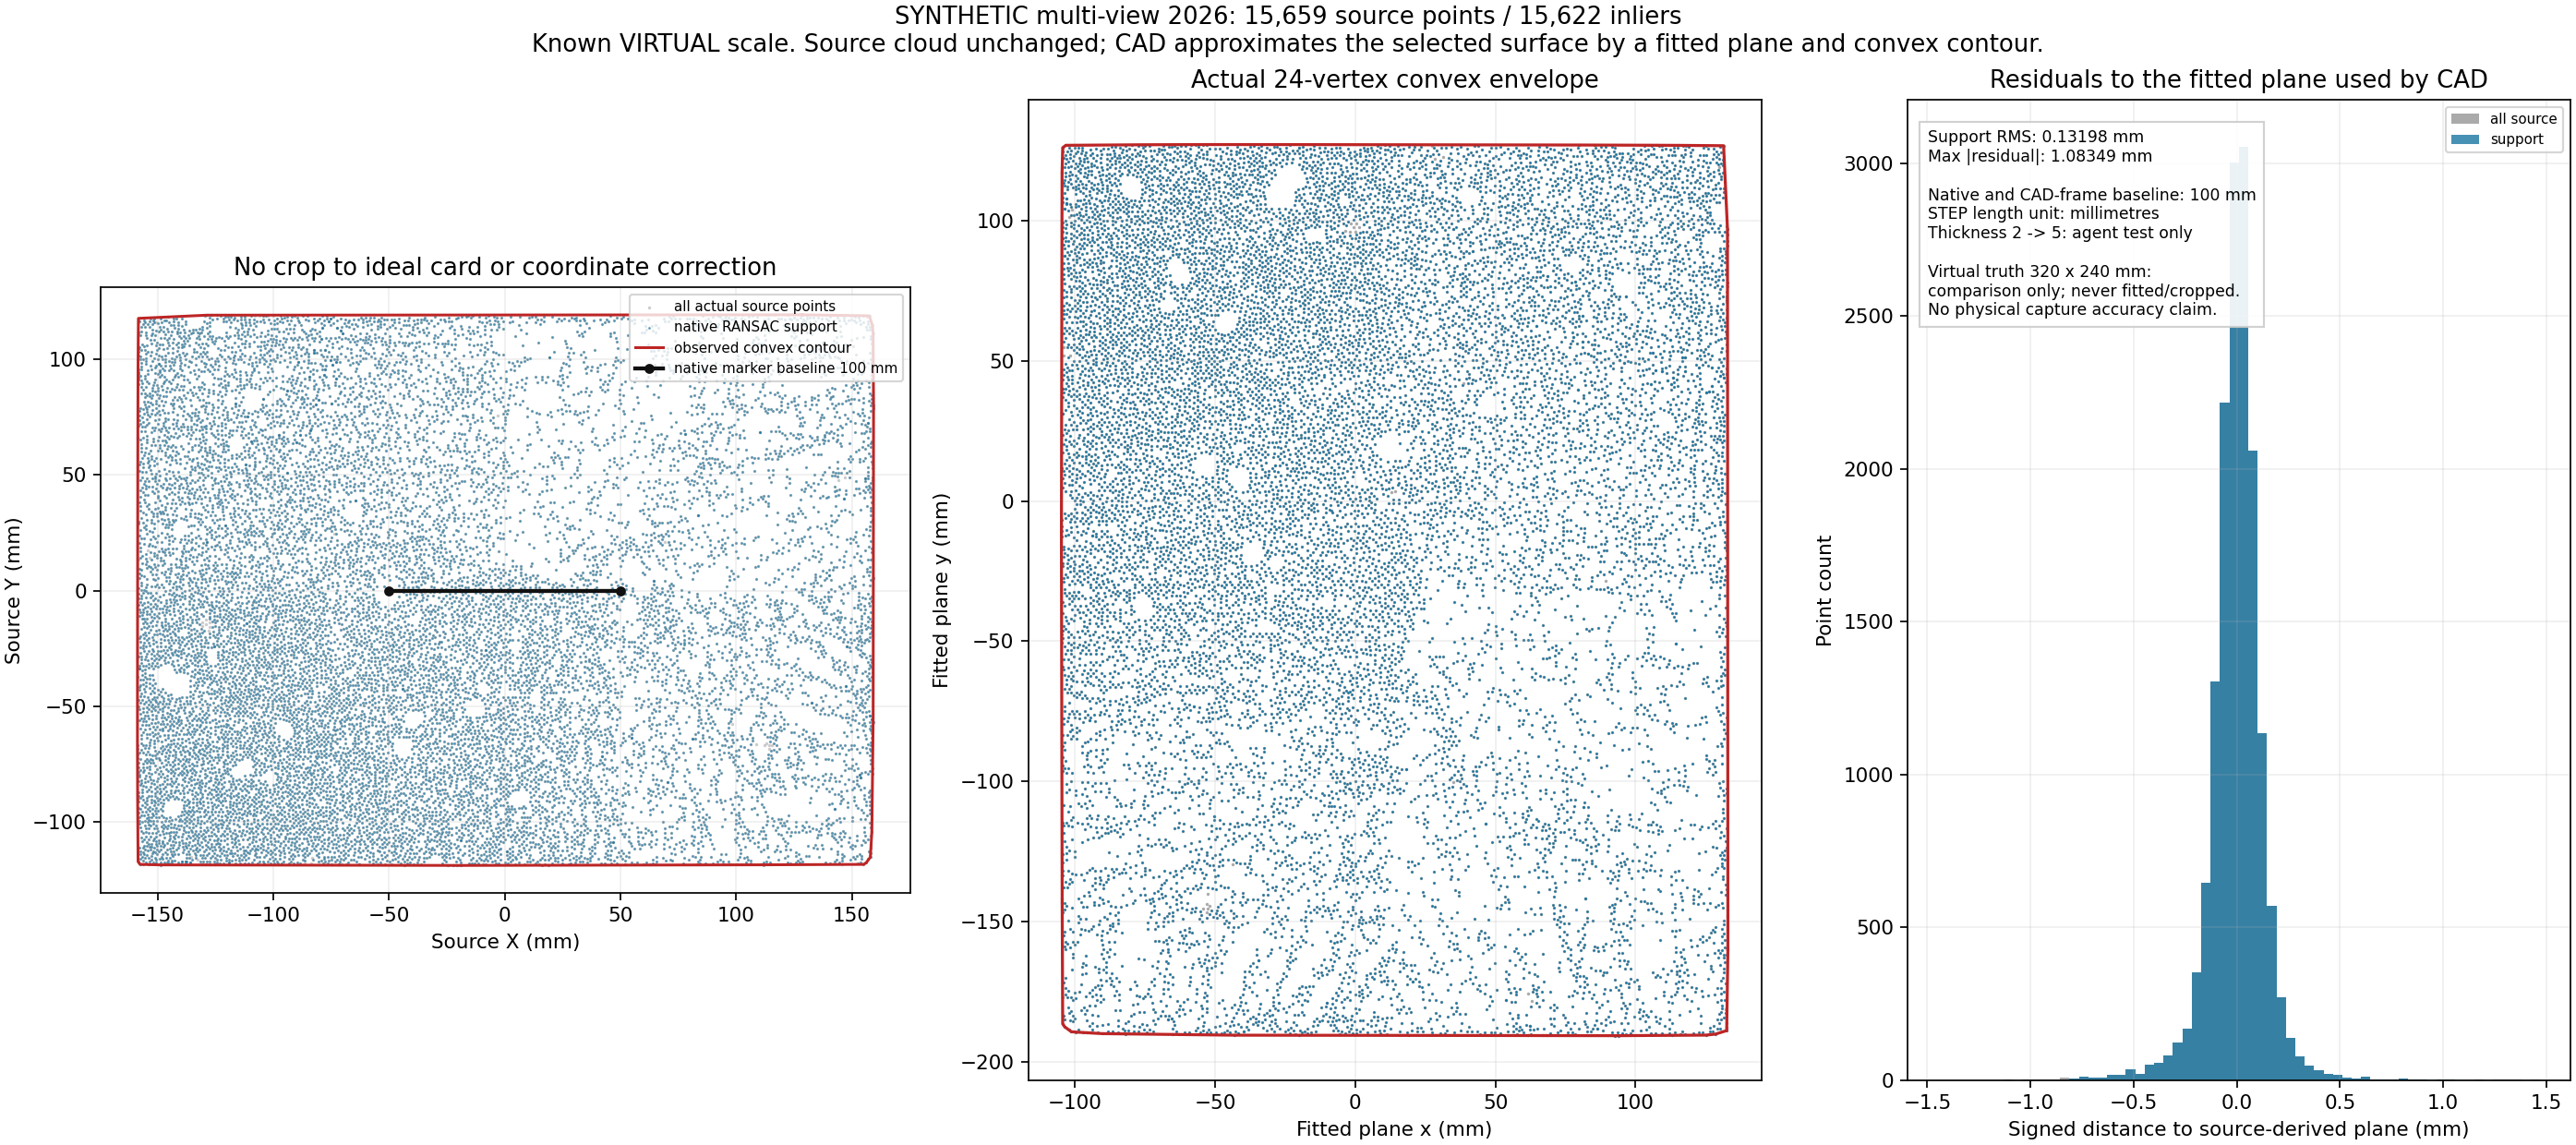 SYNTHETIC multi-view 2026: 15,659 source points / 15,622 inliers
Known VIRTUAL scale. Source cloud unchanged; CAD approximates the selected surface by a fitted plane and convex contour.
No crop to ideal card or coordinate correction
all actual source points
native RANSAC support
observed convex contour
native marker baseline 100 mm
Source Y (mm)
100
50
0
−50
−100
−150
−100
−50
0
50
100
150
Source X (mm)
Actual 24-vertex convex envelope
Fitted plane y (mm)
100
50
0
−50
−100
−150
−200
−100
−50
0
50
100
Fitted plane x (mm)
Residuals to the fitted plane used by CAD
all source
support
Support RMS: 0.13198 mm
Max |residual|: 1.08349 mm
Native and CAD-frame baseline: 100 mm
STEP length unit: millimetres
Thickness 2 -> 5: agent test only
Virtual truth 320 x 240 mm:
comparison only; never fitted/cropped.
No physical capture accuracy claim.
Point count
3000
2500
2000
1500
1000
500
0
−1.5
−1.0
−0.5
0.0
0.5
1.0
1.5
Signed distance to source-derived plane (mm)